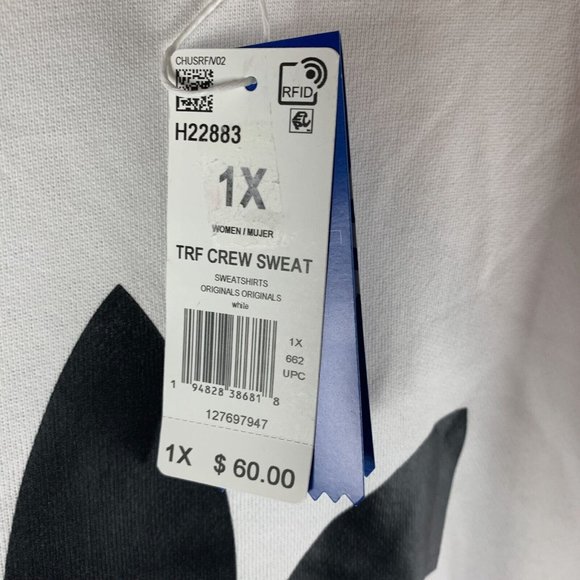 CHUSRF/V02
RFID
H22883
1X
WOMEN / MUJER
TRF CREW SWEAT
SWEATSHIRTS
ORIGINALS ORIGINALS
white
1X
662
UPC
1 94828 38681 8
127697947
1X $ 60.00